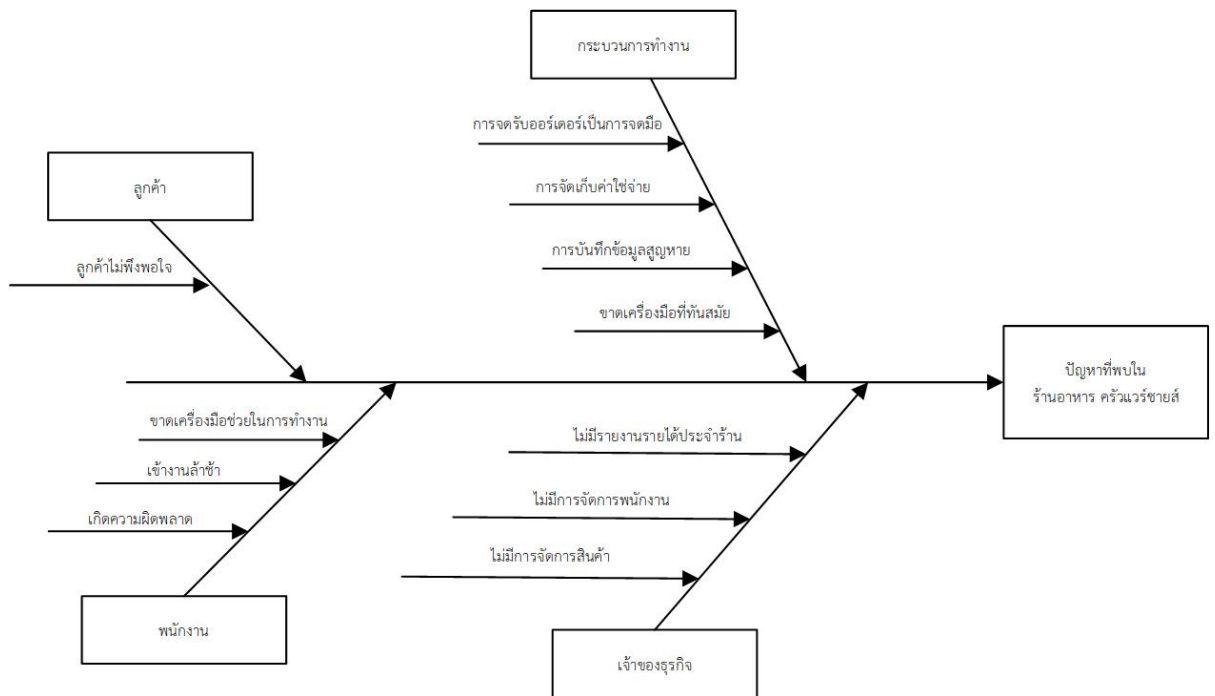 กระบวนการทำงาน
การจดรับออร์เดอร์เป็นการจดมือ
ลูกค้า
การจัดเก็บค่าใช้จ่าย
การบันทึกข้อมูลสูญหาย
ลูกค้าไม่พึงพอใจ
ขาดเครื่องมือที่ทันสมัย
ปัญหาที่พบใน
ร้านอาหาร ครัวแวร์ซายส์
ขาดเครื่องมือช่วยในการทำงาน
ไม่มีรายงานรายได้ประจำร้าน
เข้างานล่าช้า
ไม่มีการจัดการพนักงาน
เกิดความผิดพลาด
ไม่มีการจัดการสินค้า
พนักงาน
เจ้าของธุรกิจ